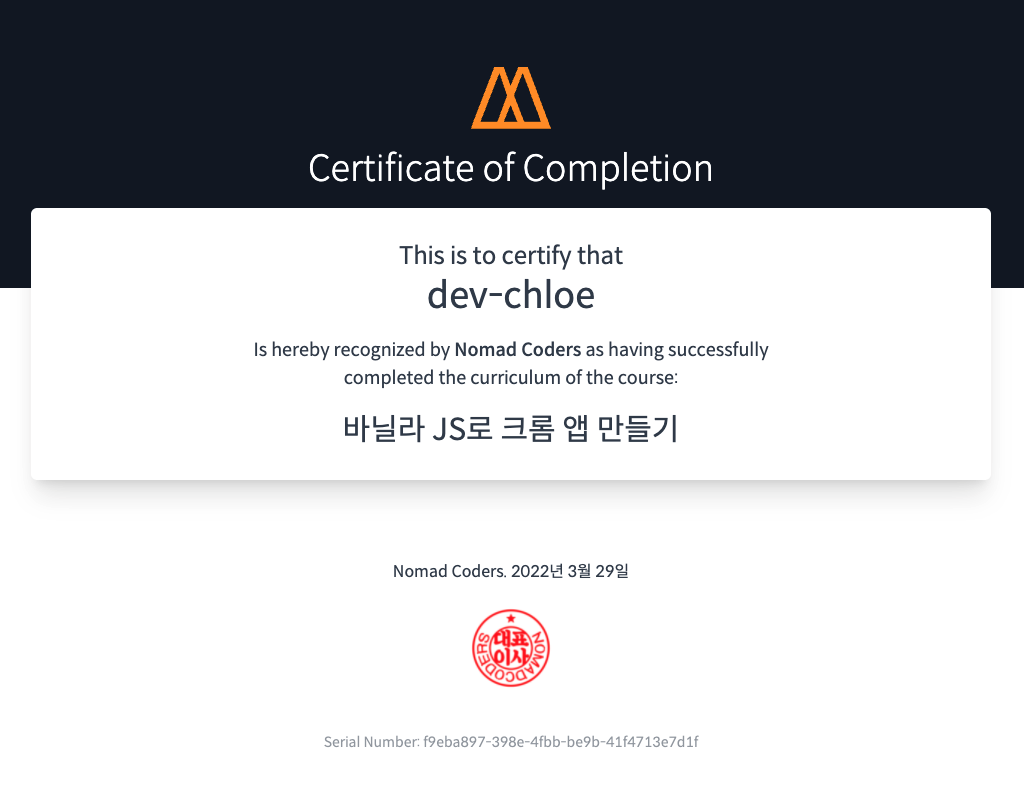 Certificate of Completion
This is to certify that
dev-chloe
Is hereby recognized by Nomad Coders as having successfully
completed the curriculum of the course:
바닐라 JS로 크롬 앱 만들기
Nomad Coders. 2022년 3월 29일
대표
이사
NOMADCODERS
Serial Number: f9eba897-398e-4fbb-be9b-41f4713e7d1f